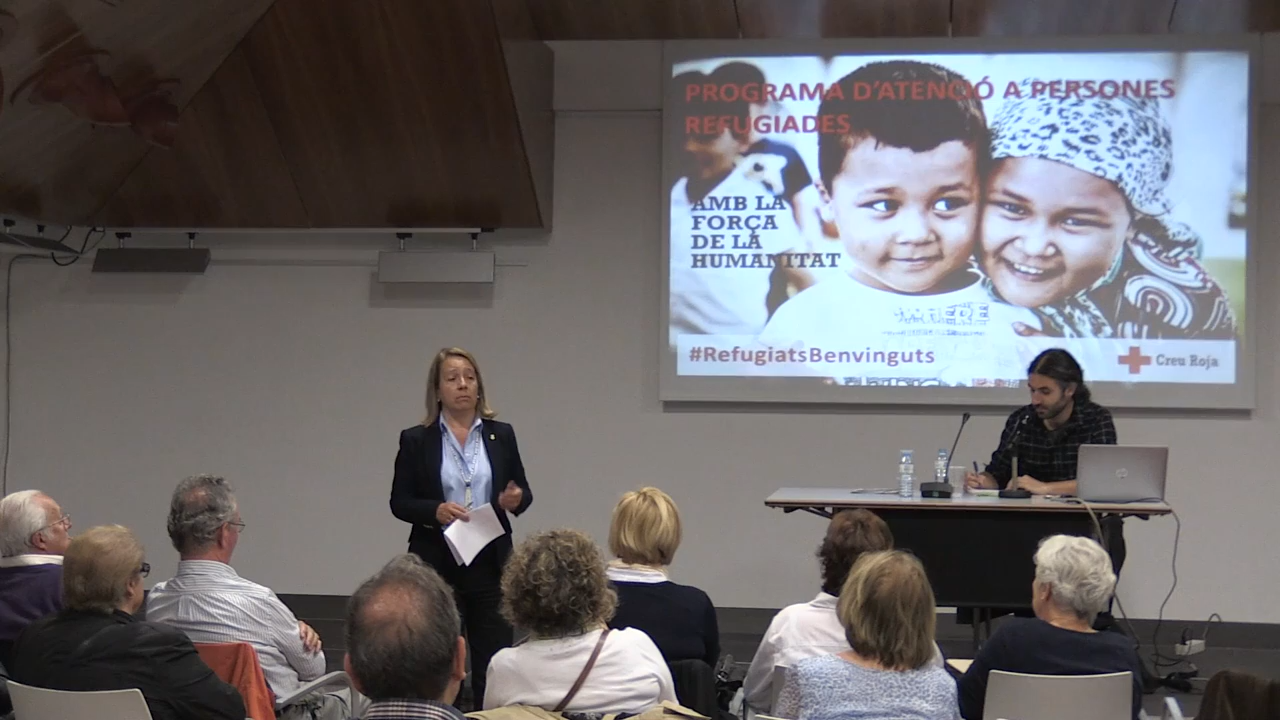 PROGRAMA D'ATENCIÓ A PERSONES
REFUGIADES
AMB LA
FORÇA
DE LA
HUMANITAT
#RefugiatsBenvinguts
Creu Roja